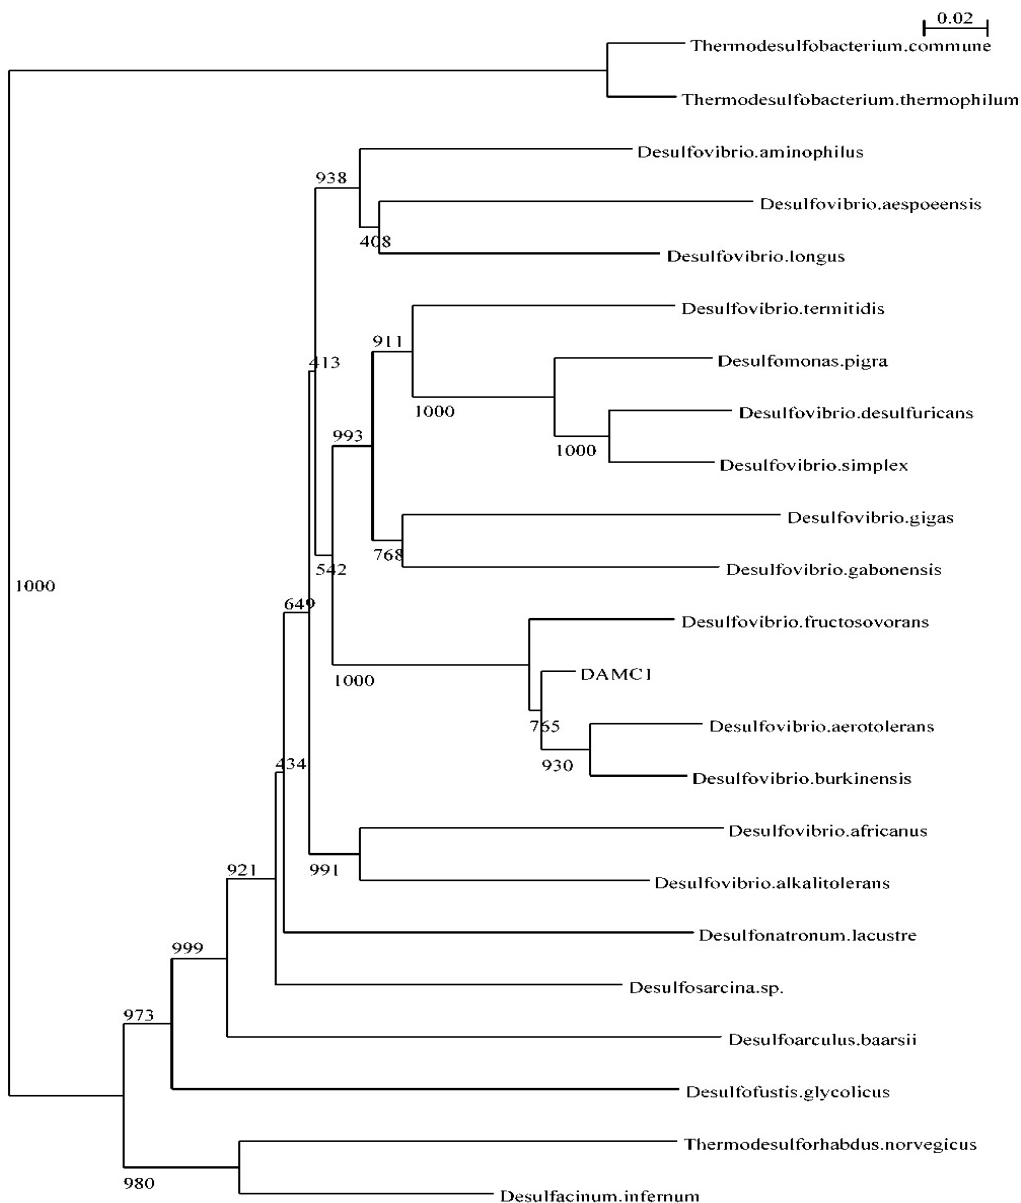 0.02
Thermodesulfobacterium.commune
Thermodesulfobacterium.thermophilum
Desulfovibrio.aminophilus
938
Desulfovibrio.aespoeensis
408
Desulfovibrio.longus
Desulfovibrio.termitidis
911
413
Desulfomonas.pigra
1000
Desulfovibrio.desulfuricans
993
1000
Desulfovibrio.simplex
Desulfovibrio.gigas
768
542
Desulfovibrio.gabonensis
1000
649
Desulfovibrio.fructosovorans
1000
DAMC1
765
Desulfovibrio.aerotolerans
434
930
Desulfovibrio.burkinensis
Desulfovibrio.africanus
991
921
Desulfovibrio.alkalitolerans
Desulfonatronum.lacustre
999
Desulfosarcina.sp.
973
Desulfoarculus.baarsii
Desulfofustis.glycolicus
Thermodesulforhabdus.norvegicus
980
Desulfacinum.infernum